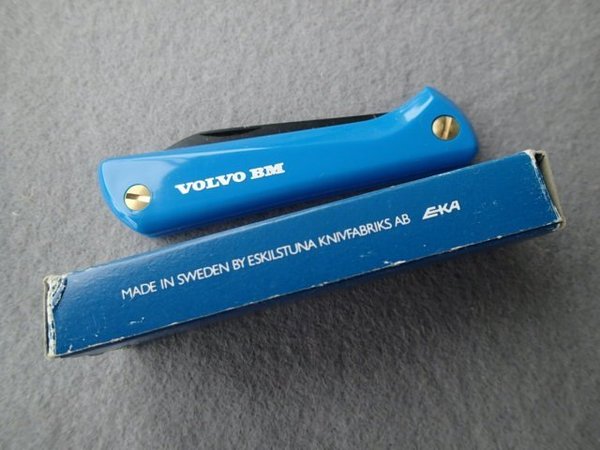 VOLVO BM
MADE IN SWEDEN BY ESKILSTUNA KNIVFABRIKS AB EKA